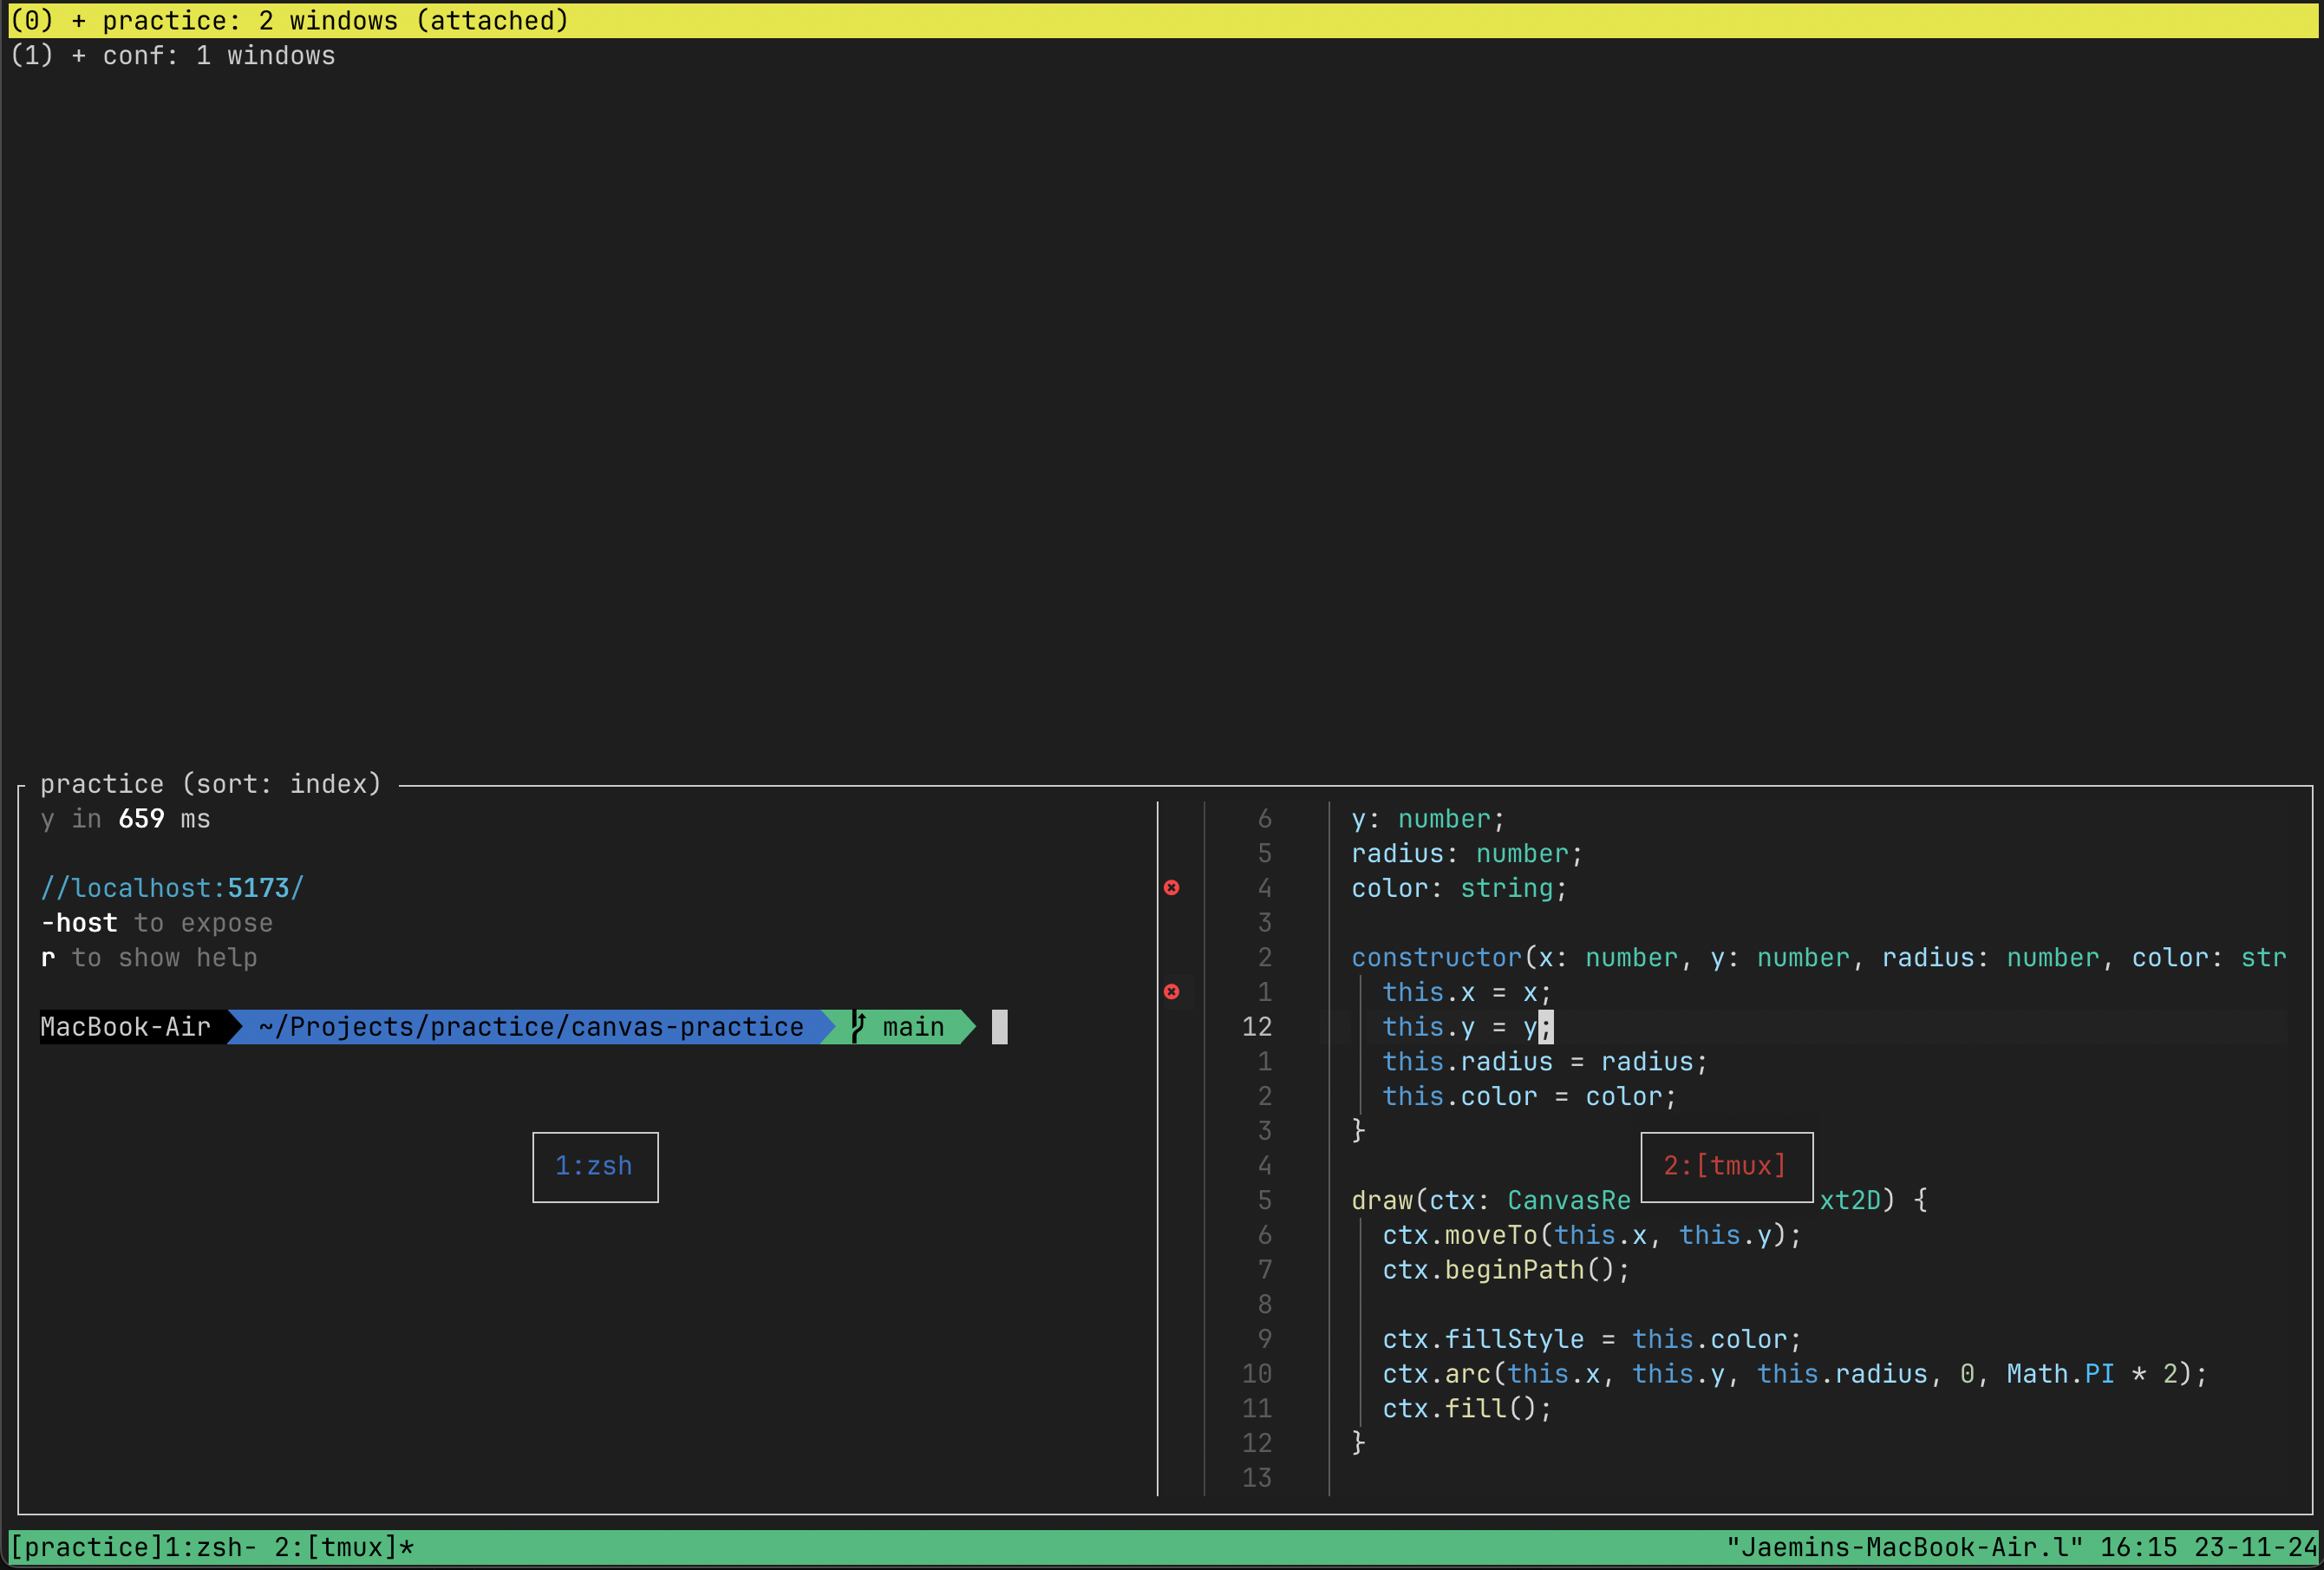 (0) + practice: 2 windows (attached)
(1) + conf: 1 windows
practice (sort: index)
y in 659 ms
//localhost:5173/
-host to expose
r to show help
MacBook-Air ~/Projects/practice/canvas-practice main
1:zsh
6 y: number;
5 radius: number;
4 color: string;
3
2 constructor(x: number, y: number, radius: number, color: str
1 this.x = x;
12 this.y = y;
1 this.radius = radius;
2 this.color = color;
3 }
4
2:[tmux]
5 draw(ctx: CanvasRe xt2D) {
6 ctx.moveTo(this.x, this.y);
7 ctx.beginPath();
8
9 ctx.fillStyle = this.color;
10 ctx.arc(this.x, this.y, this.radius, 0, Math.PI * 2);
11 ctx.fill();
12 }
13
[practice]1:zsh- 2:[tmux]* "Jaemins-MacBook-Air.l" 16:15 23-11-24